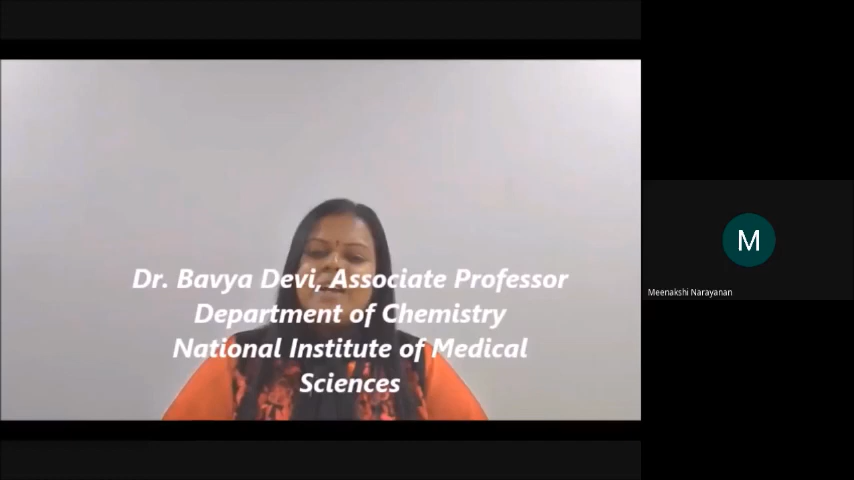 Dr. Bavya Devi, Associate Professor
Department of Chemistry
National Institute of Medical
Sciences
M
Meenakshi Narayanan